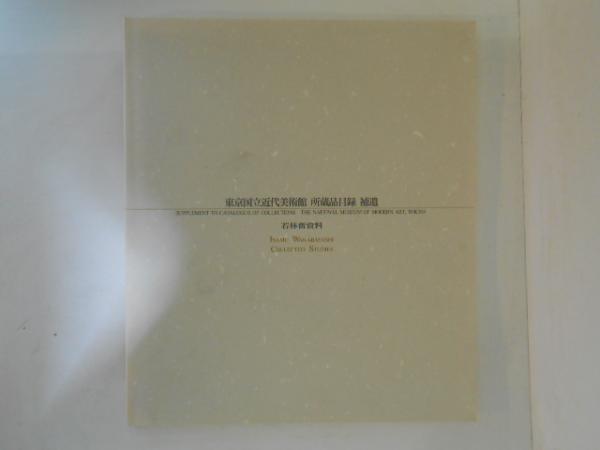 東京国立近代美術館 所蔵品目録 補遺
SUPPLEMENT TO CATALOGUE OF COLLECTIONS THE NATIONAL MUSEUM OF MODERN ART, TOKYO
若林奮資料
ISAMU WAKABAYASHI
COLLECTED STUDIES